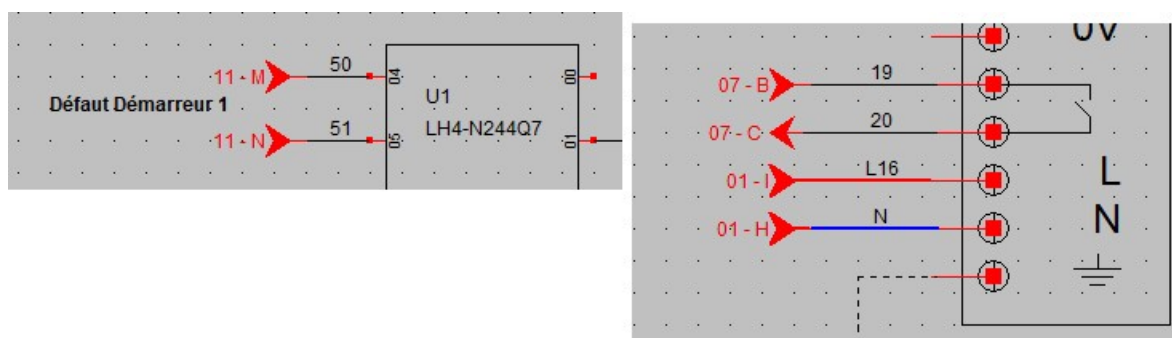 11 - M 50 04 00
U1
Défaut Démarreur 1
LH4-N244Q7
11 - N 51 05 01
0V
07 - B 19
07 - C 20
01 - I L16 L
01 - H N N